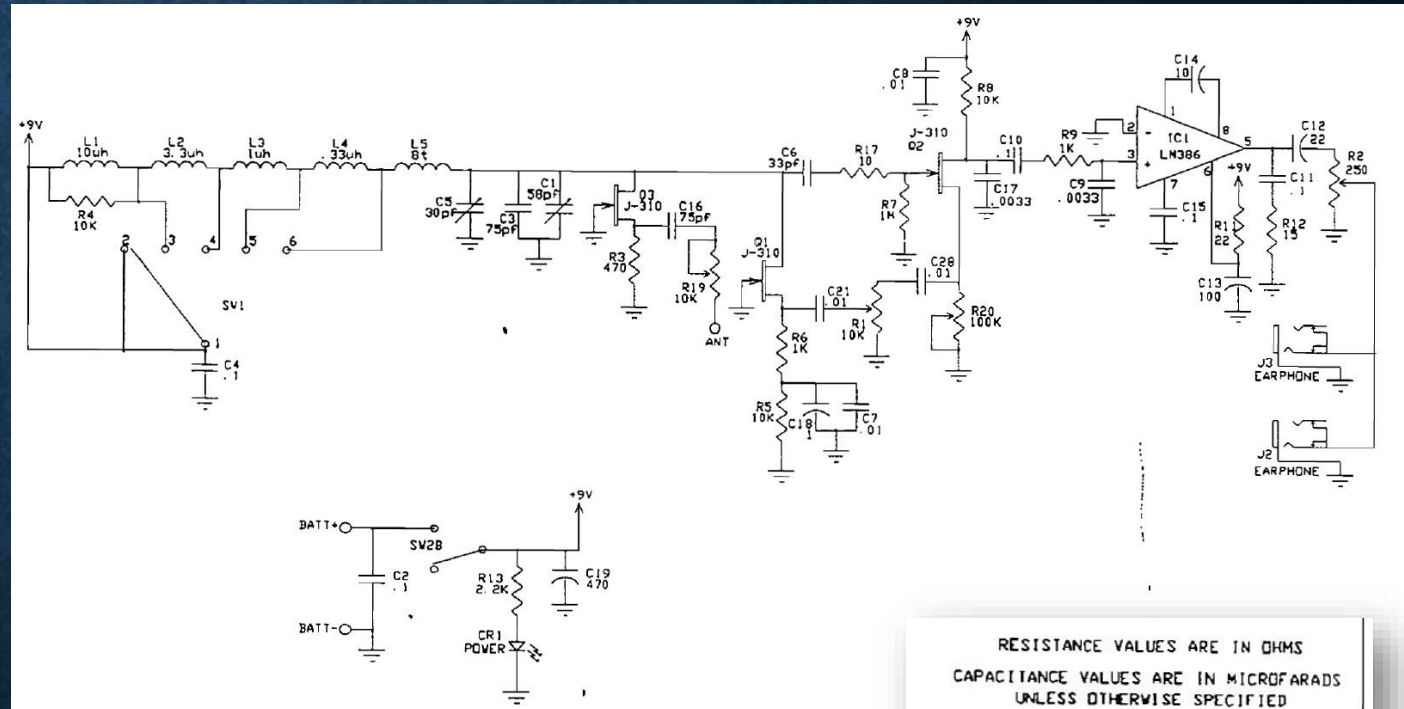 +9V
L1
10uh
L2
3.3uh
L3
1uh
L4
.33uh
L5
8t
R4
10K
2
3
4
5
6
SW1
1
C4
.1
C5
30pf
C3
75pf
C1
58pf
Q3
J-310
R3
470
C16
75pf
R19
10K
ANT
Q1
J-310
C6
33pf
R17
10
R7
1M
+9V
C8
.01
R8
10K
J-310
Q2
C17
.0033
C10
.1
R9
1K
C9
.0033
C14
10
1
8
2
3
IC1
LM386
5
6
7
C15
.1
+9V
R11
22
C13
100
C11
.1
R12
15
C12
22
R2
250
C21
.01
R1
10K
C28
.01
R20
100K
R6
1K
R5
10K
C18
1
C7
.01
J3
EARPHONE
J2
EARPHONE
BATT+
C2
.1
BATT-
SW2B
R13
2.2K
CR1
POWER
C19
470
+9V
RESISTANCE VALUES ARE IN OHMS
CAPACITANCE VALUES ARE IN MICROFARADS
UNLESS OTHERWISE SPECIFIED